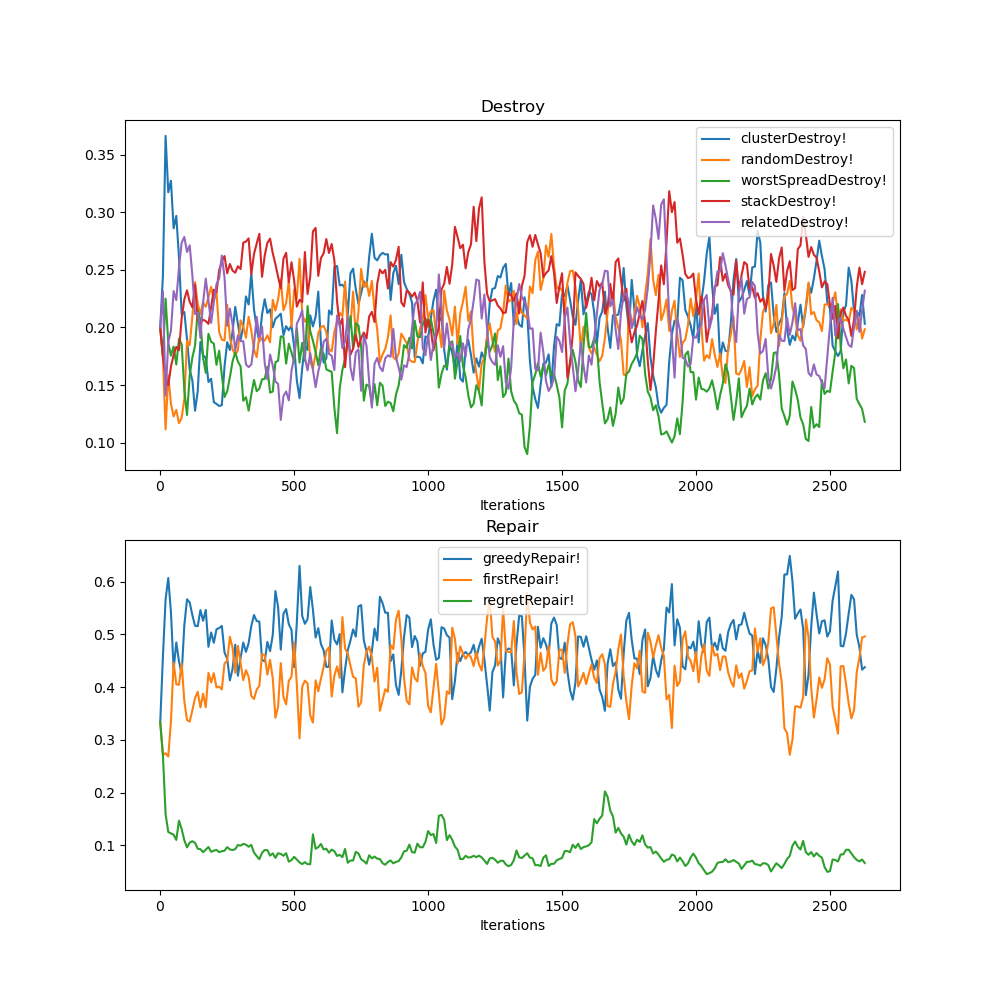 Destroy
0.35
0.30
0.25
0.20
0.15
0.10
clusterDestroy!
randomDestroy!
worstSpreadDestroy!
stackDestroy!
relatedDestroy!
0 500 1000 1500 2000 2500
Iterations
Repair
0.6
0.5
0.4
0.3
0.2
0.1
greedyRepair!
firstRepair!
regretRepair!
0 500 1000 1500 2000 2500
Iterations